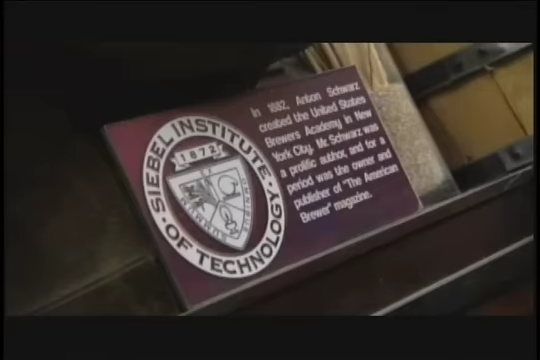 SIEBEL INSTITUTE
1872
OF TECHNOLOGY
In 1882, Anton Schwarz
created the United States
Brewers Academy in New
York City. Mr. Schwarz was
a prolific author, and for a
period was the owner and
publisher of "The American
Brewer" magazine.